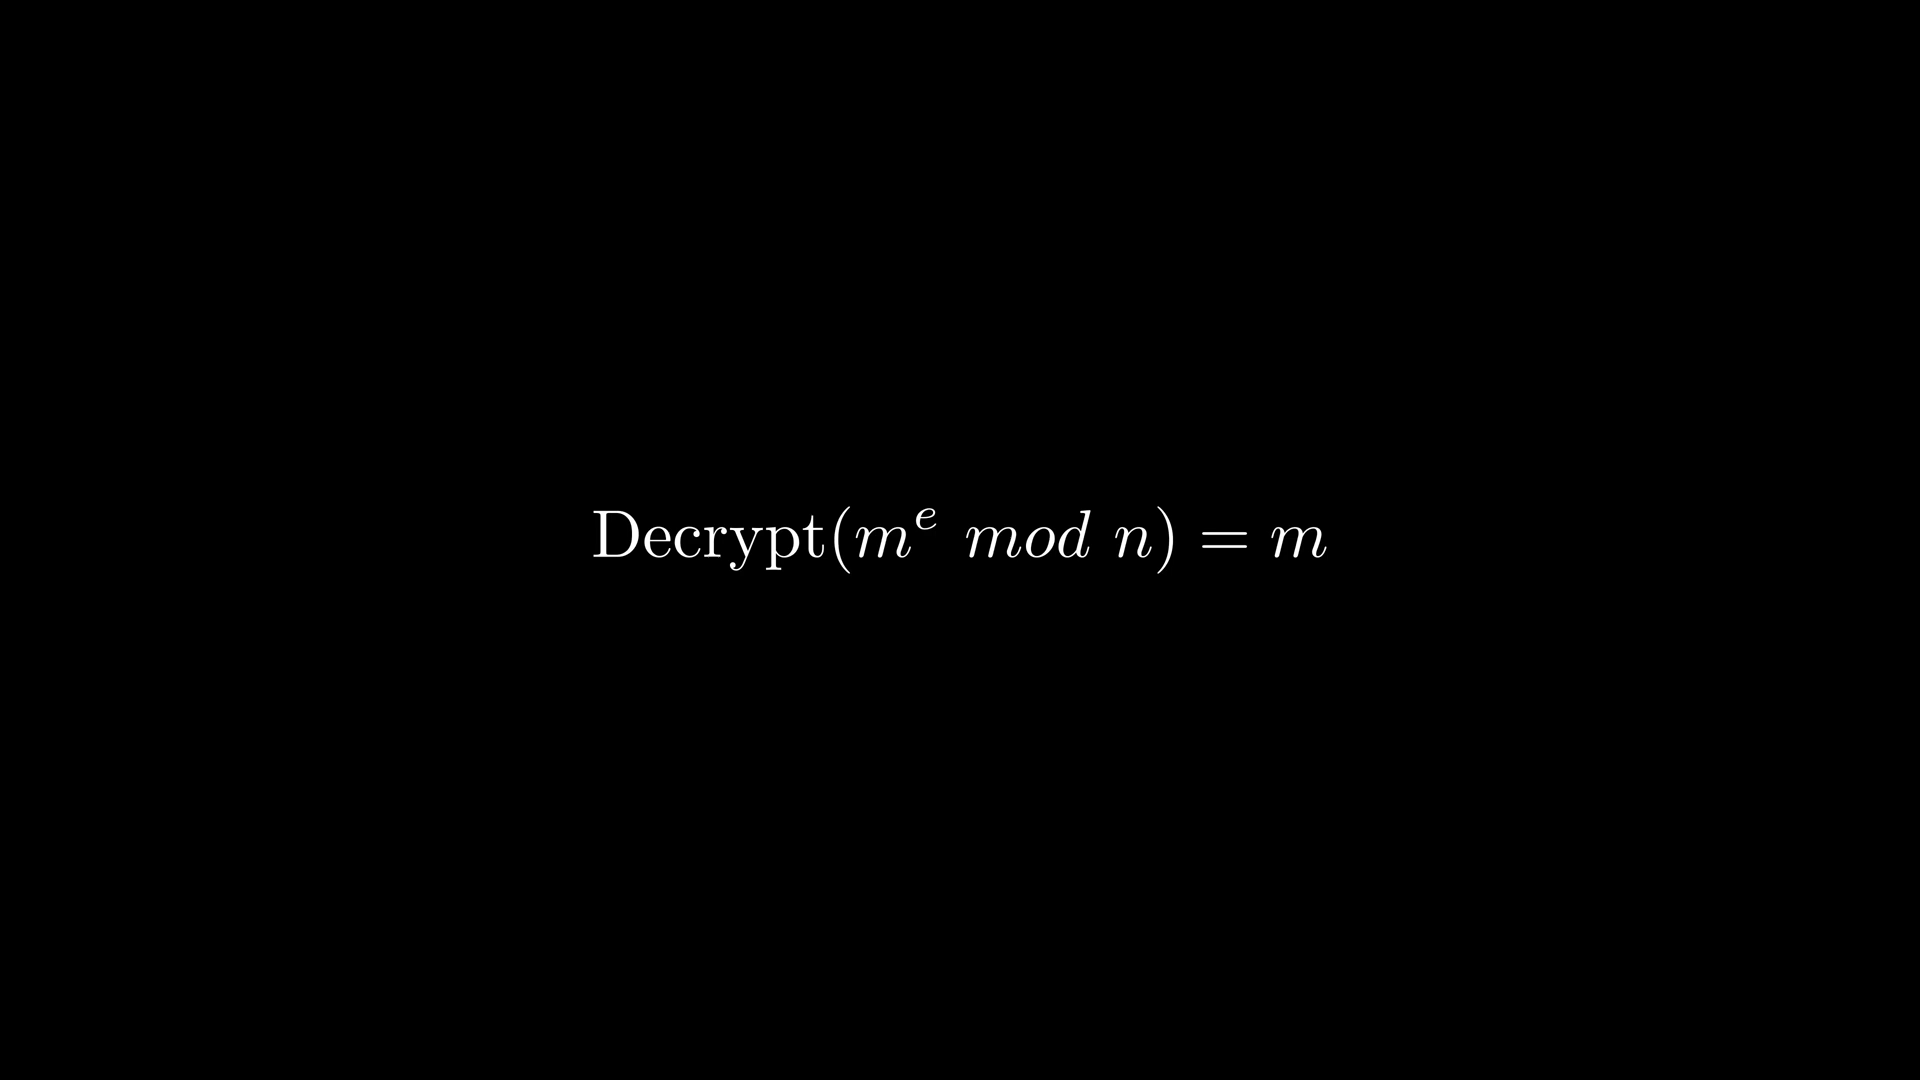 Decrypt(m^e mod n) = m